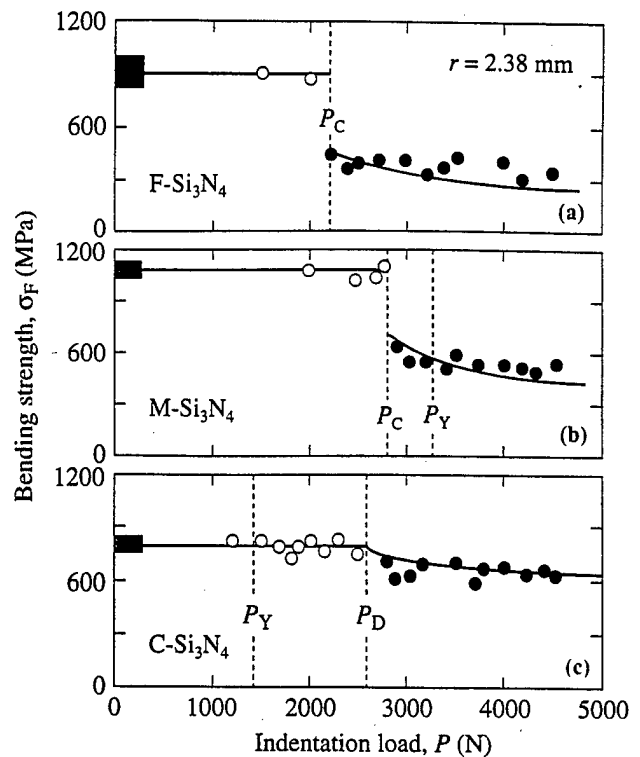 Bending strength, σ_F (MPa)
1200
600
300
0
r = 2.38 mm
P_C
F-Si₃N₄
(a)
1200
600
0
M-Si₃N₄
P_C
P_Y
(b)
1200
600
0
P_Y
P_D
C-Si₃N₄
(c)
0
1000
2000
3000
4000
5000
Indentation load, P (N)